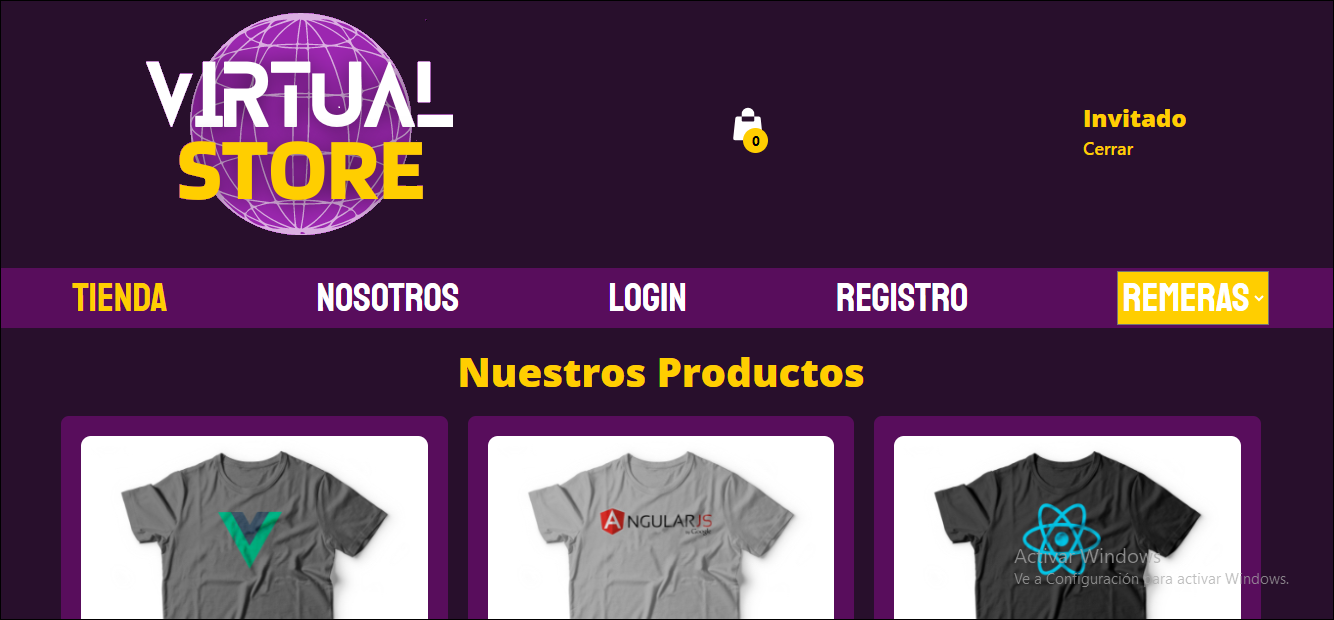 VIRTUAL
STORE
0
Invitado
Cerrar
TIENDA
NOSOTROS
LOGIN
REGISTRO
REMERAS
Nuestros Productos
ANGULARJS
by Google
Activar Windows
Ve a Configuración para activar Windows.